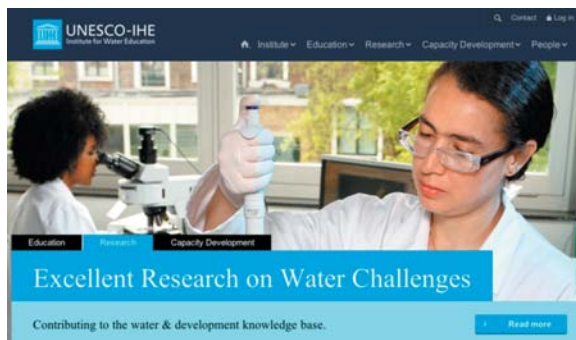 Contact Log in
UNESCO-IHE
Institute for Water Education
Institute Education Research Capacity Development People
Education Research Capacity Development
Excellent Research on Water Challenges
Contributing to the water & development knowledge base.
Read more